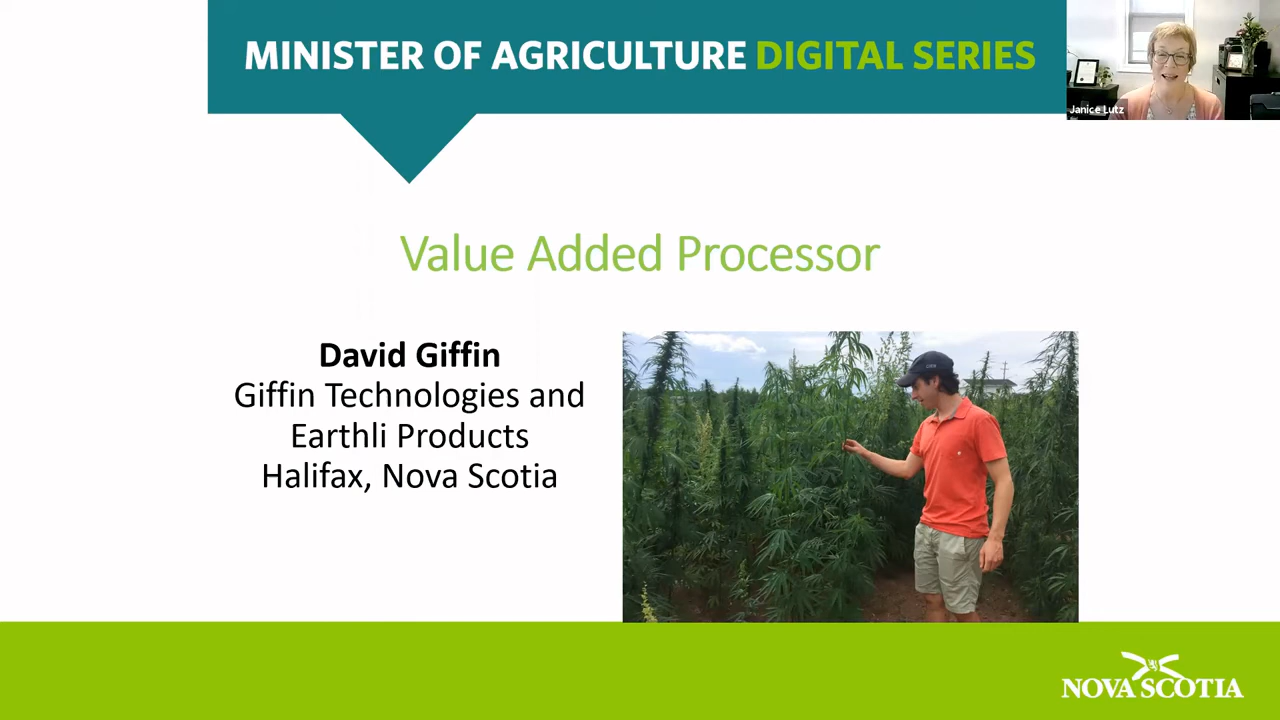 MINISTER OF AGRICULTURE DIGITAL SERIES
Janice Lutz
Value Added Processor
David Giffin
Giffin Technologies and
Earthli Products
Halifax, Nova Scotia
NOVA SCOTIA